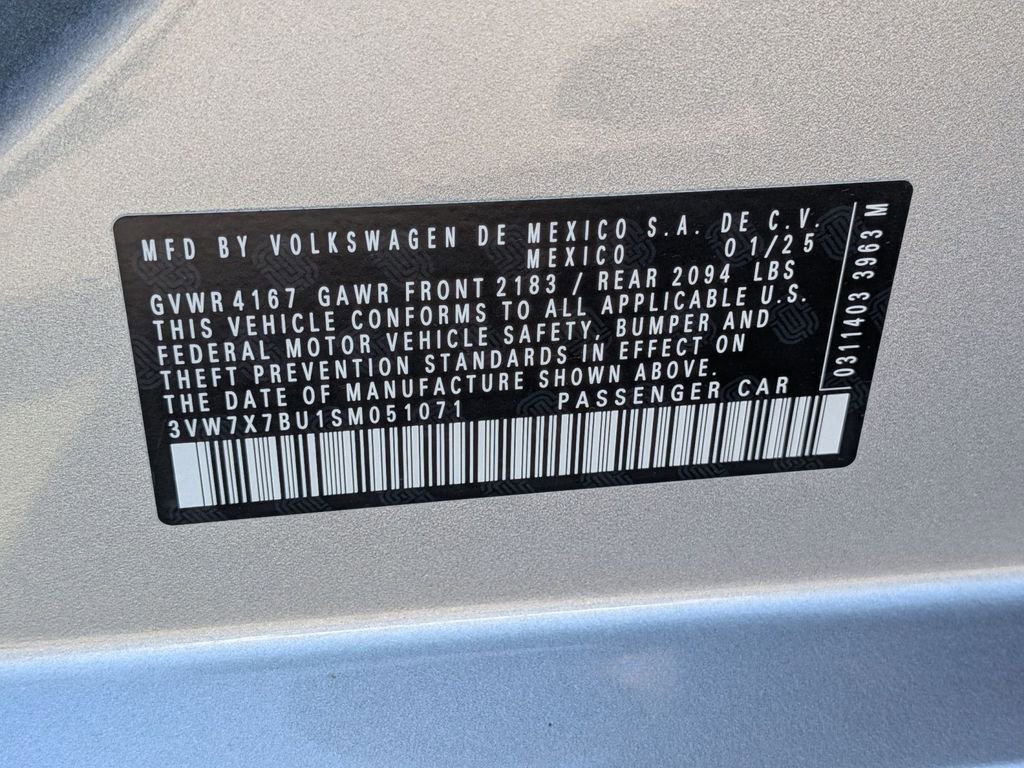 MFD BY VOLKSWAGEN DE MEXICO S.A. DE C.V.
MEXICO 01/25
GVWR 4167 GAWR FRONT 2183 / REAR 2094 LBS
THIS VEHICLE CONFORMS TO ALL APPLICABLE U.S.
FEDERAL MOTOR VEHICLE SAFETY, BUMPER AND
THEFT PREVENTION STANDARDS IN EFFECT ON
THE DATE OF MANUFACTURE SHOWN ABOVE.
3VW7X7BU1SM051071 PASSENGER CAR
0311403 3963 M